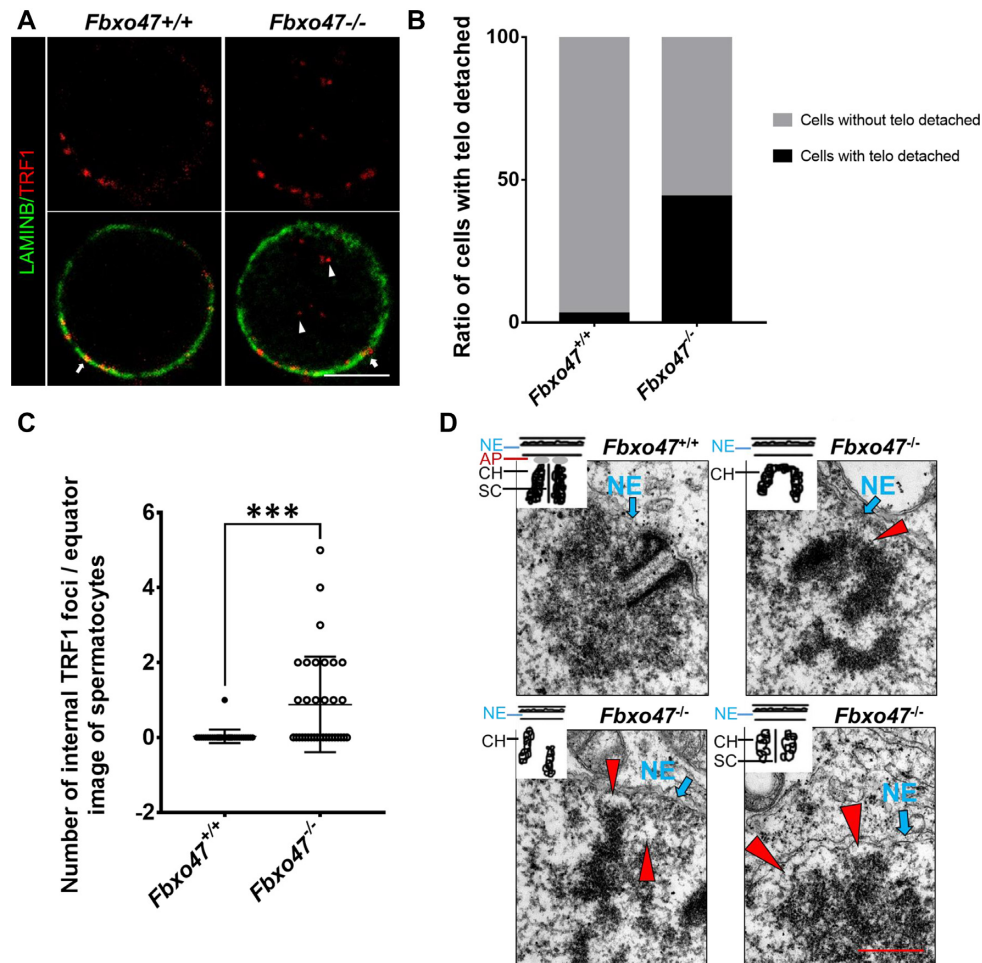 A
Fbxo47+/+
Fbxo47-/-
LAMINB/TRF1
B
Ratio of cells with telo detached
100
50
0
Fbxo47+/+
Fbxo47-/-
Cells without telo detached
Cells with telo detached
C
Number of internal TRF1 foci / equator
image of spermatocytes
6
4
2
0
-2
***
Fbxo47+/+
Fbxo47-/-
D
NE
AP
CH
SC
Fbxo47+/+
NE
CH
Fbxo47-/-
NE
NE
CH
Fbxo47-/-
NE
NE
CH
SC
Fbxo47-/-
NE